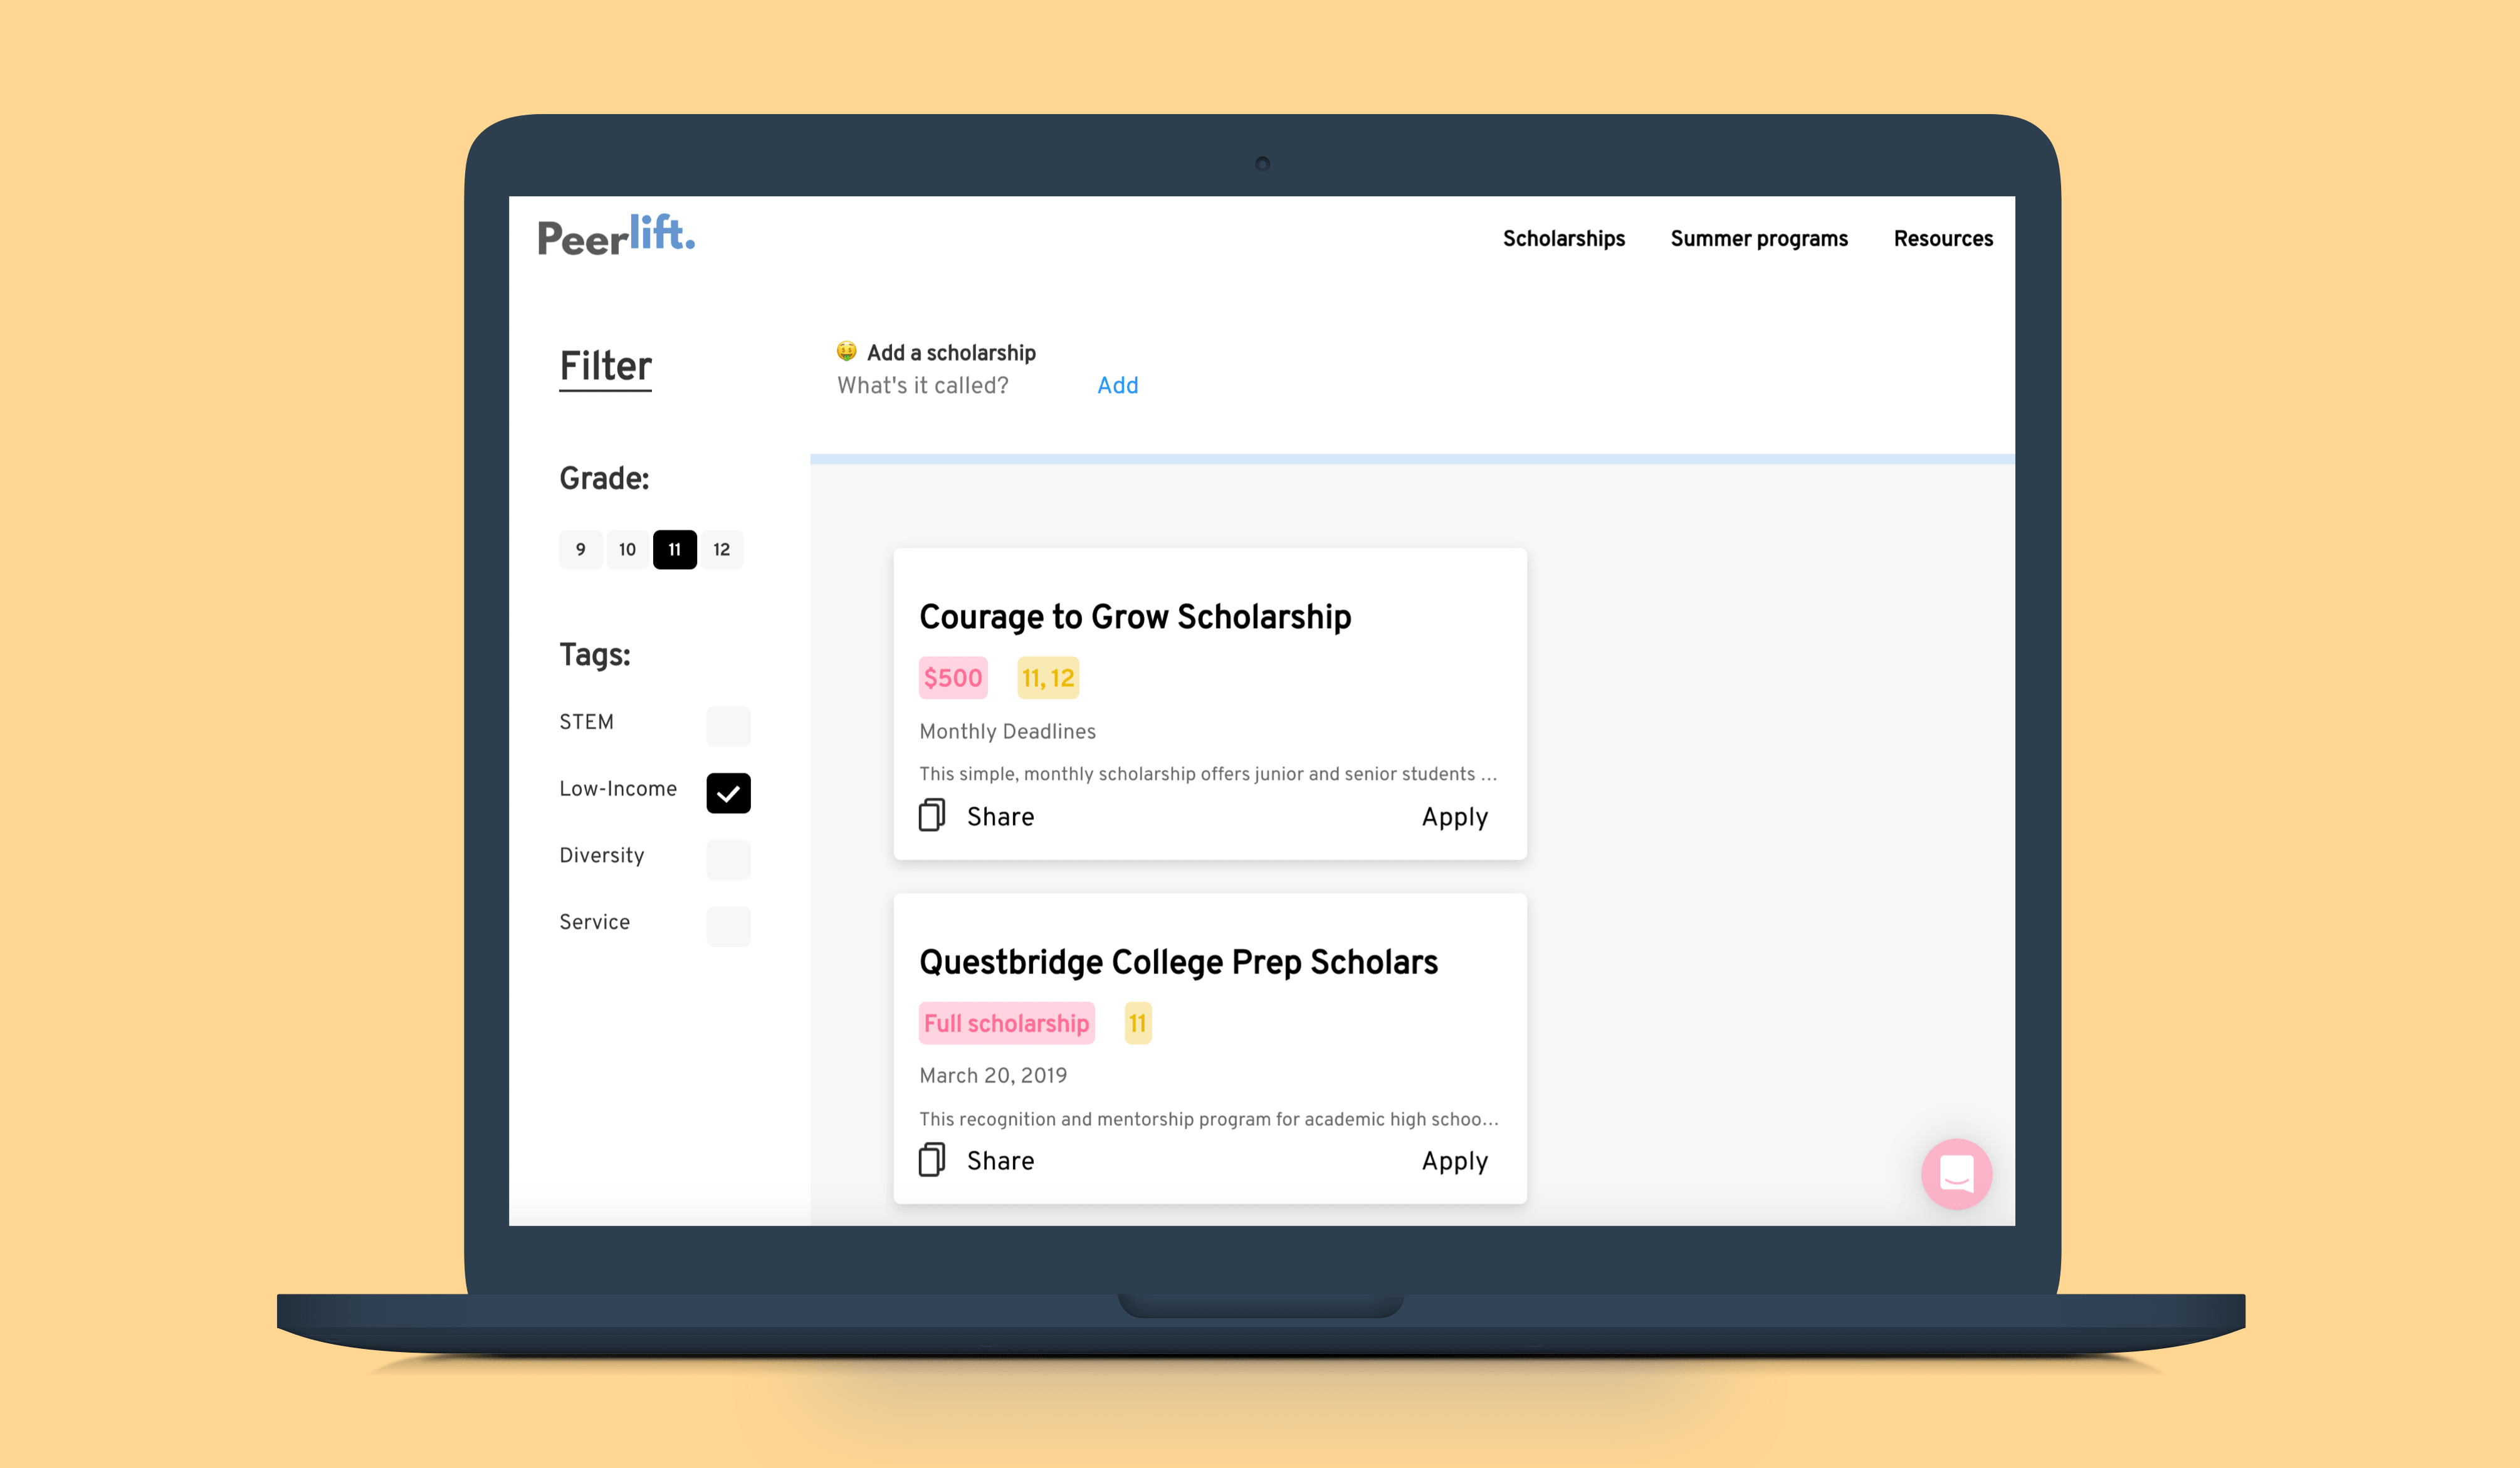 Peerlift.
Scholarships Summer programs Resources
Filter
Grade:
9 10 11 12
Tags:
STEM
Low-Income
Diversity
Service
🤑 Add a scholarship
What's it called? Add
Courage to Grow Scholarship
$500 11, 12
Monthly Deadlines
This simple, monthly scholarship offers junior and senior students ...
Share Apply
Questbridge College Prep Scholars
Full scholarship 11
March 20, 2019
This recognition and mentorship program for academic high schoo...
Share Apply